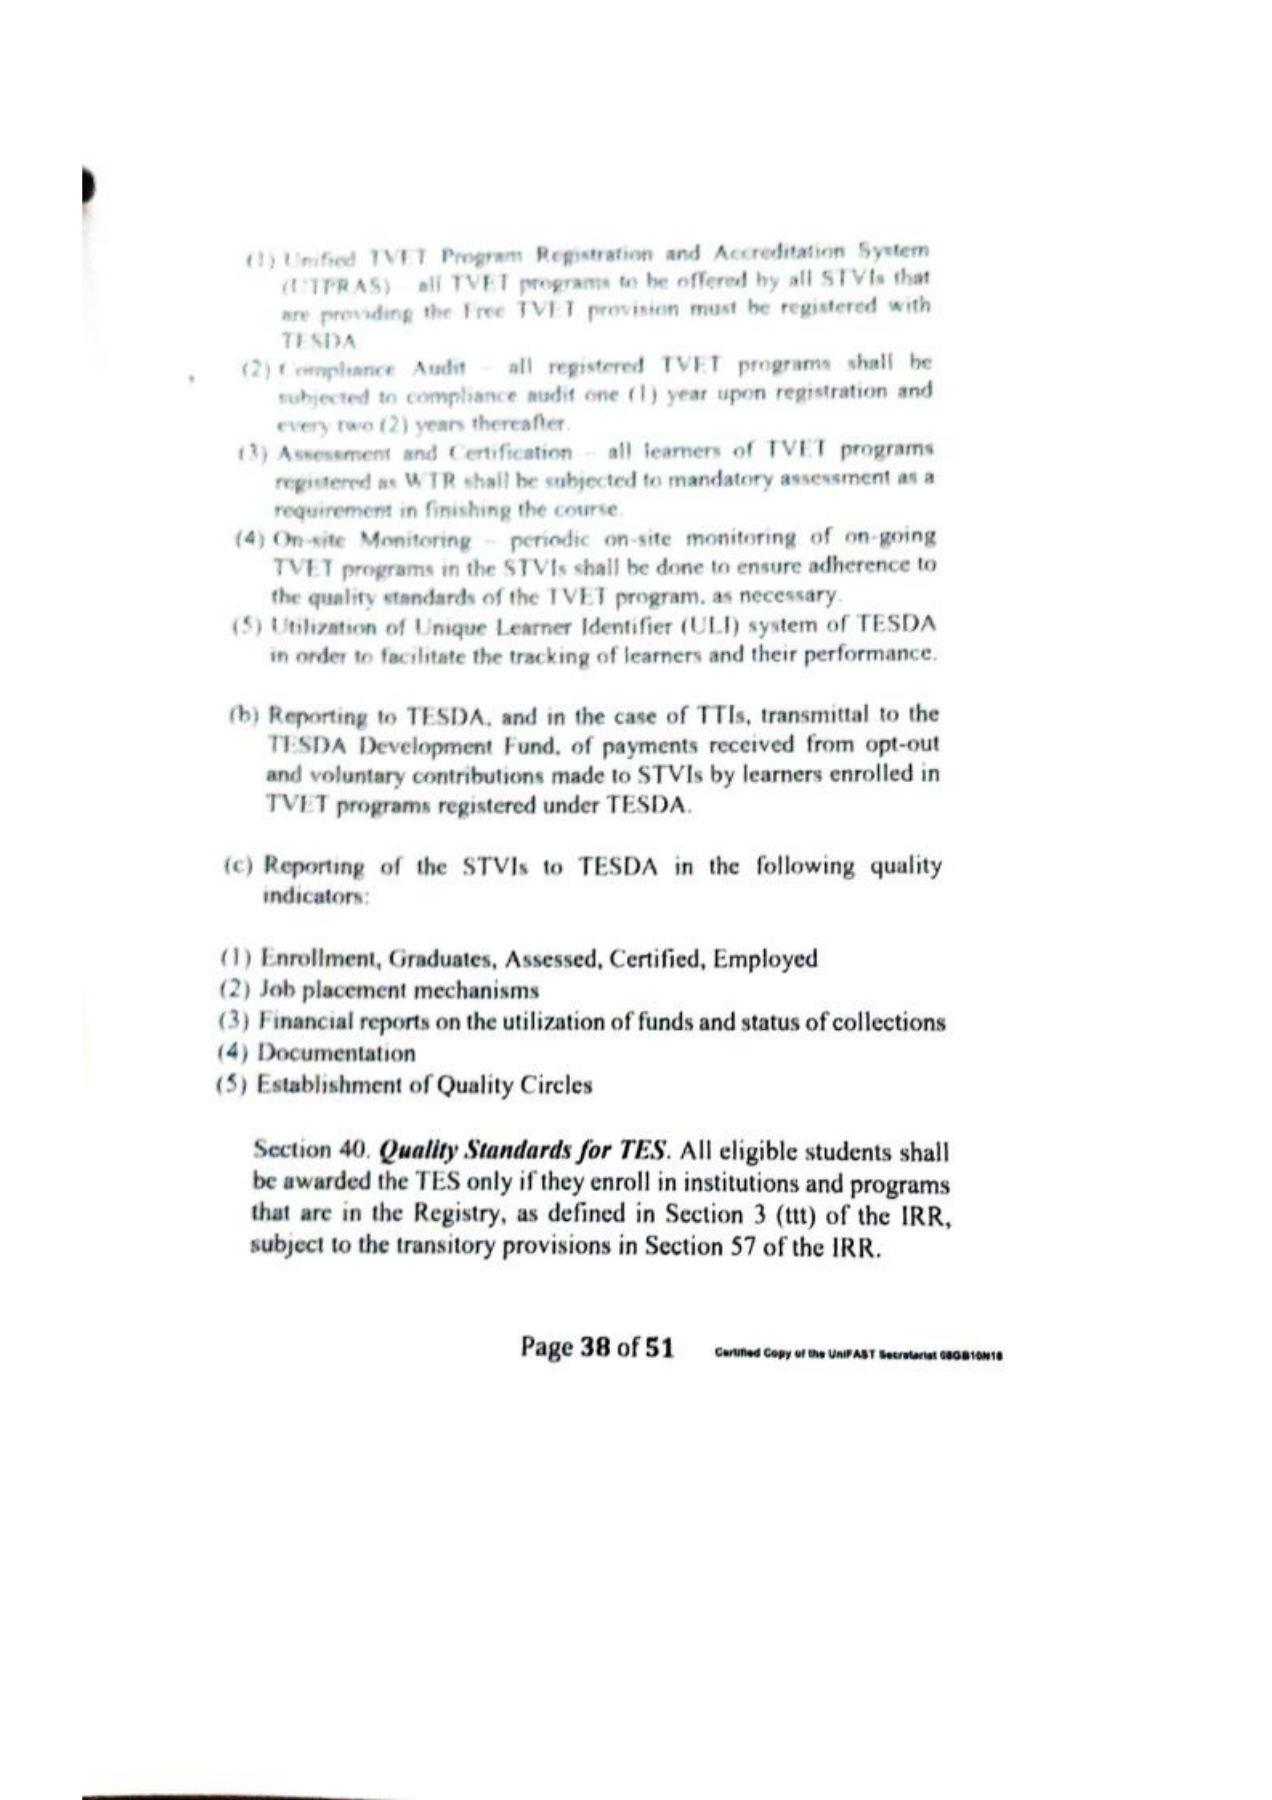 (1) Unified TVET Program Registration and Accreditation System
(UTPRAS) all TVET programs to be offered by all STVIs that
are providing the Free TVET provision must be registered with
TESDA
(2) Compliance Audit – all registered TVET programs shall be
subjected to compliance audit one (1) year upon registration and
every two (2) years thereafter.
(3) Assessment and Certification – all learners of TVET programs
registered as WTR shall be subjected to mandatory assessment as a
requirement in finishing the course.
(4) On-site Monitoring – periodic on-site monitoring of on-going
TVET programs in the STVIs shall be done to ensure adherence to
the quality standards of the TVET program, as necessary.
(5) Utilization of Unique Learner Identifier (ULI) system of TESDA
in order to facilitate the tracking of learners and their performance.
(b) Reporting to TESDA, and in the case of TTIs, transmittal to the
TESDA Development Fund, of payments received from opt-out
and voluntary contributions made to STVIs by learners enrolled in
TVET programs registered under TESDA.
(c) Reporting of the STVIs to TESDA in the following quality
indicators:
(1) Enrollment, Graduates, Assessed, Certified, Employed
(2) Job placement mechanisms
(3) Financial reports on the utilization of funds and status of collections
(4) Documentation
(5) Establishment of Quality Circles
Section 40. Quality Standards for TES. All eligible students shall
be awarded the TES only if they enroll in institutions and programs
that are in the Registry, as defined in Section 3 (ttt) of the IRR,
subject to the transitory provisions in Section 57 of the IRR.
Page 38 of 51
Certified Copy of the UniFAST Secretariat